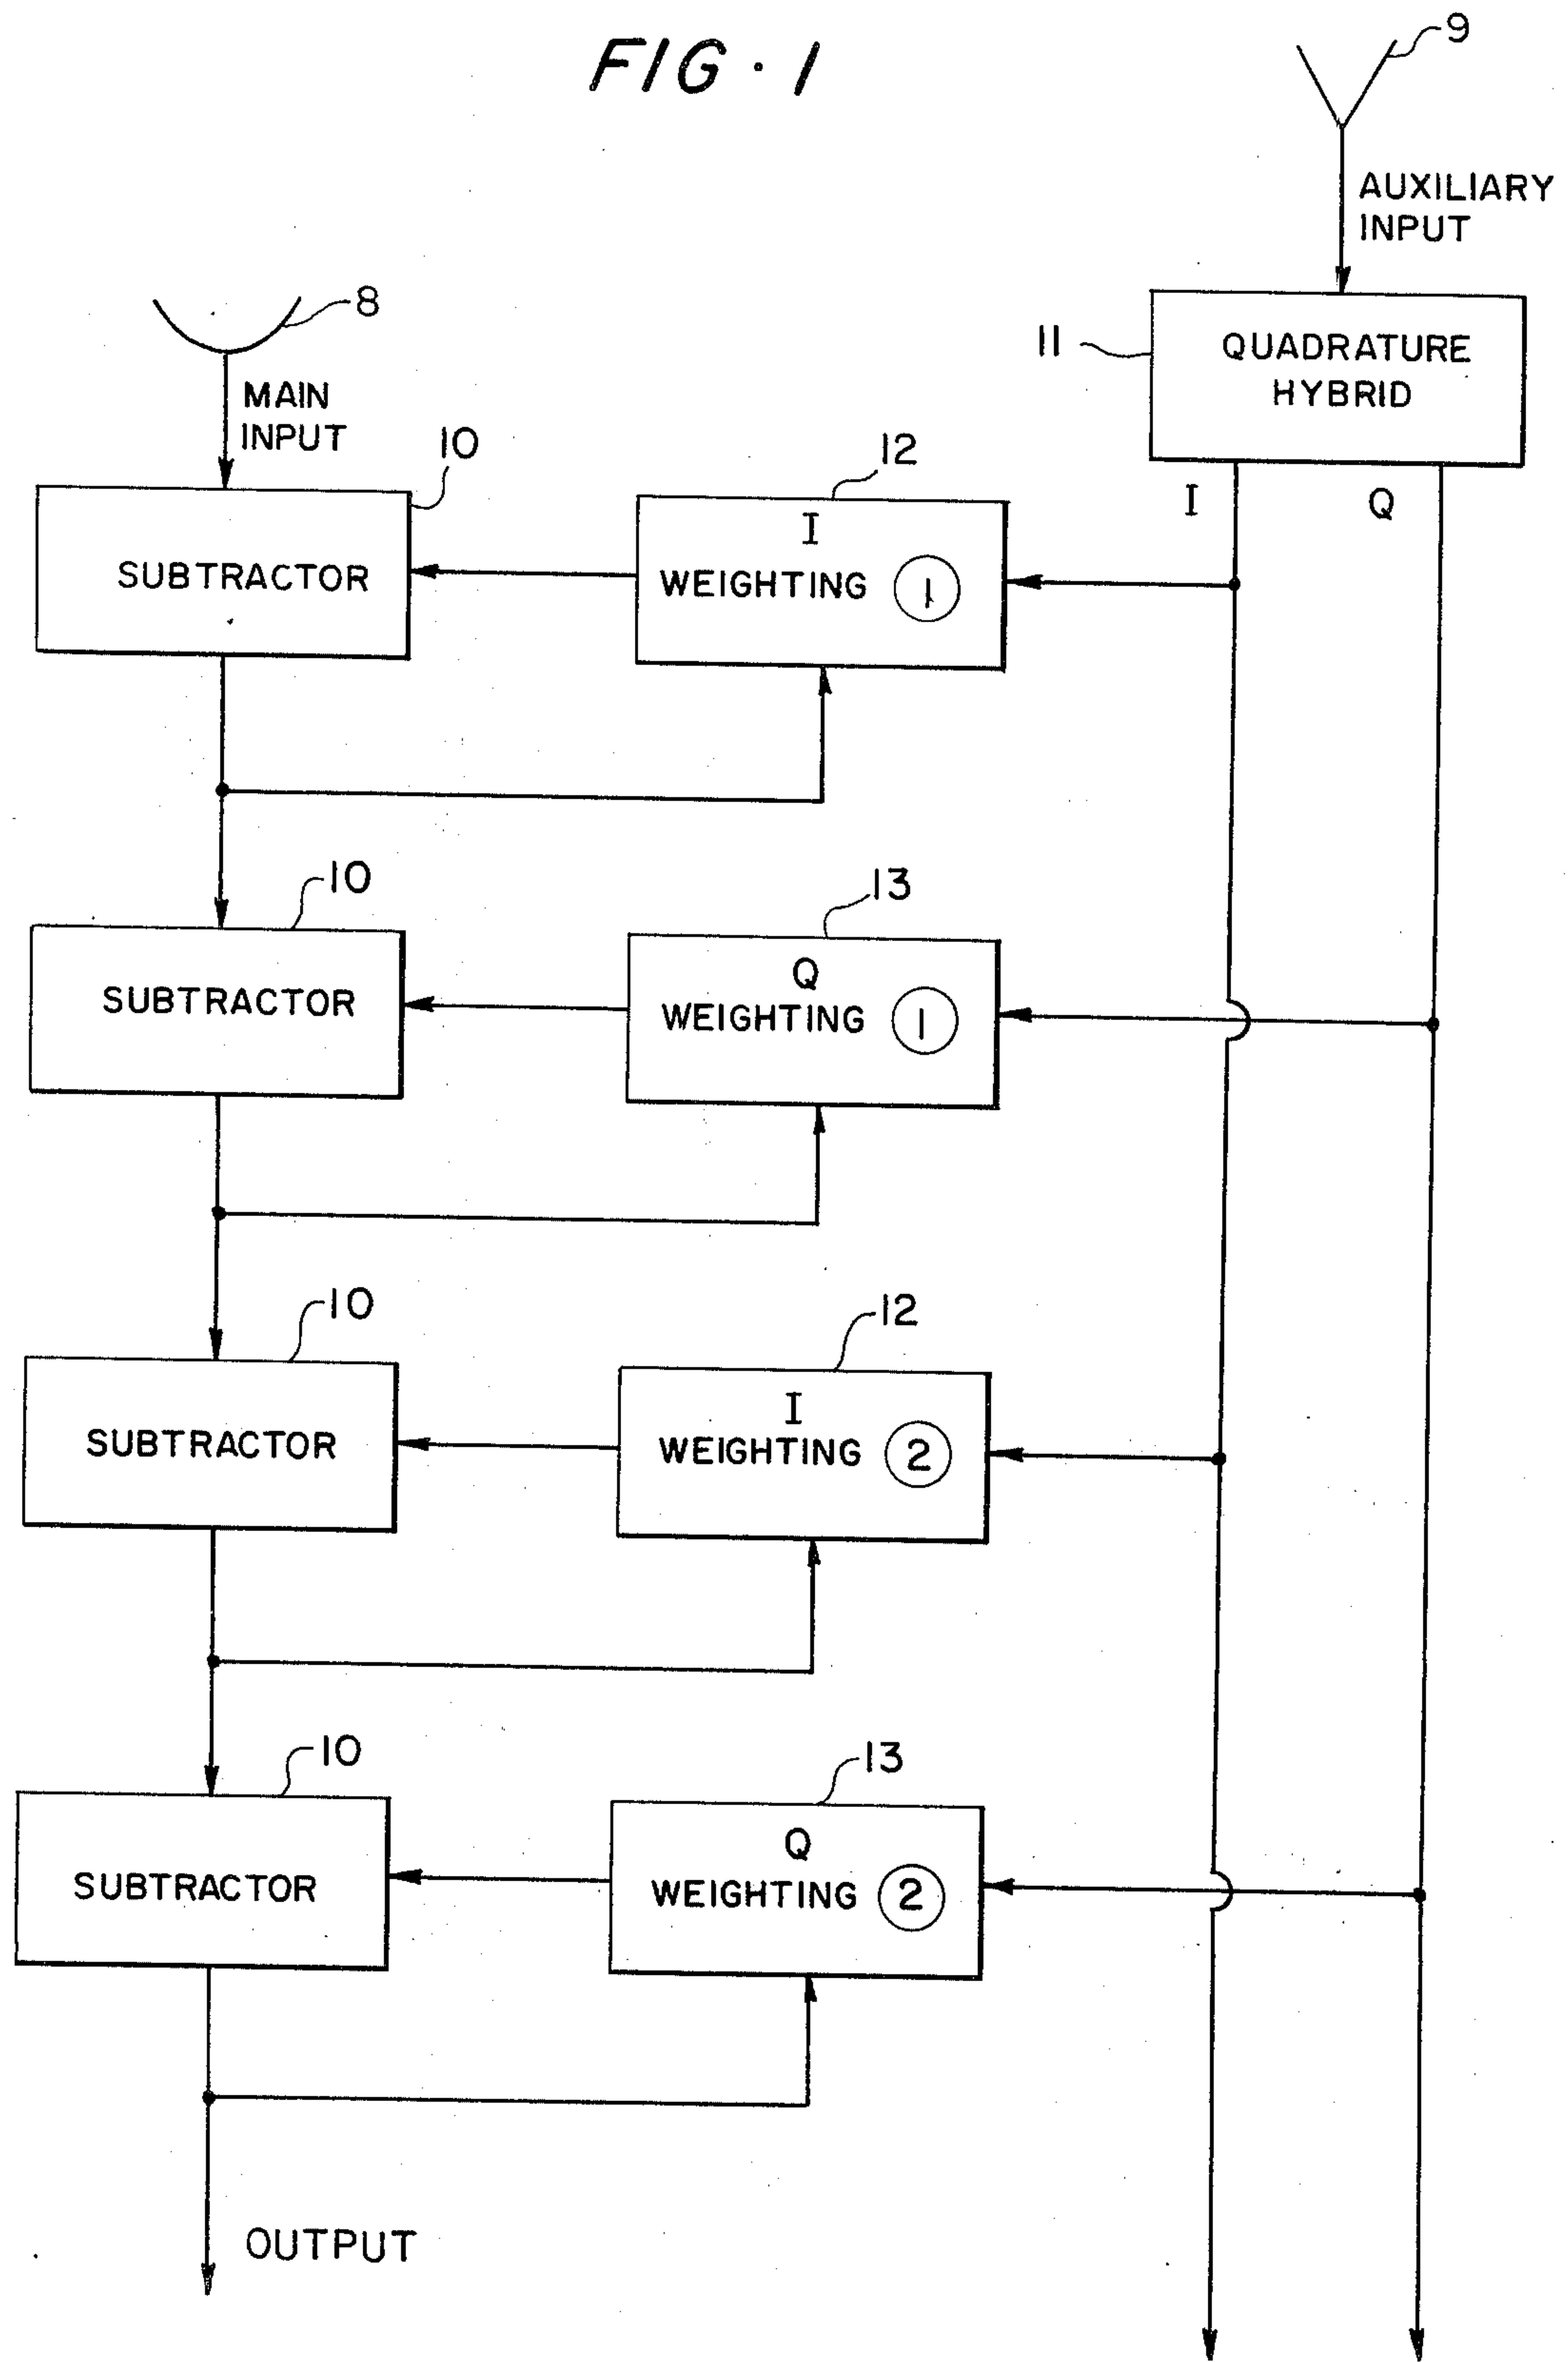 FIG. 1
9
AUXILIARY
INPUT
8
MAIN
INPUT
11
QUADRATURE
HYBRID
10
12
I
Q
SUBTRACTOR
I
WEIGHTING 1
10
13
SUBTRACTOR
Q
WEIGHTING 1
10
12
SUBTRACTOR
I
WEIGHTING 2
10
13
SUBTRACTOR
Q
WEIGHTING 2
OUTPUT